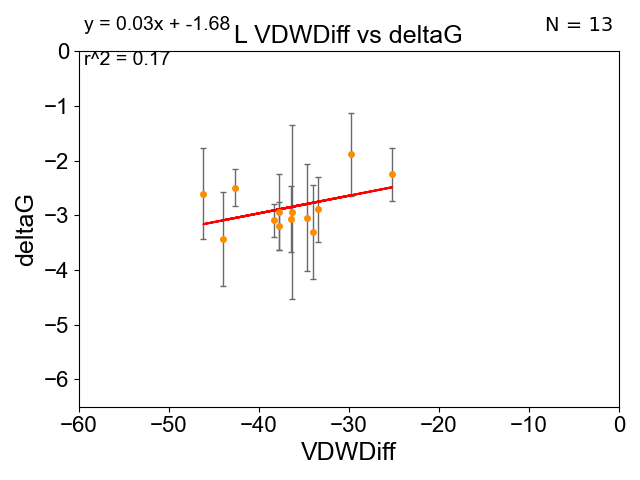 y = 0.03x + -1.68
N = 13
L VDWDiff vs deltaG
r^2 = 0.17
0
−1
−2
−3
−4
−5
−6
deltaG
−60
−50
−40
−30
−20
−10
0
VDWDiff